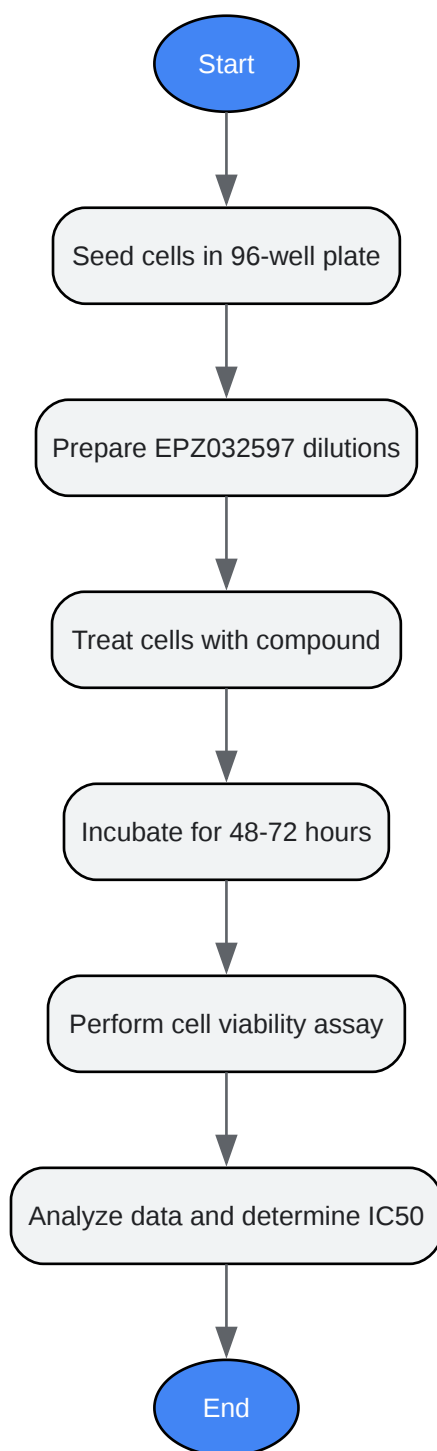 Start
Seed cells in 96-well plate
Prepare EPZ032597 dilutions
Treat cells with compound
Incubate for 48-72 hours
Perform cell viability assay
Analyze data and determine IC50
End